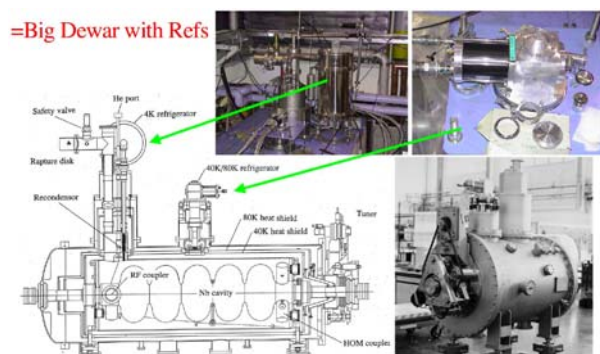 =Big Dewar with Refs
He port
Safety valve
4K refrigerator
Rapture disk
40K/80K refrigerator
Recondensor
80K heat shield
40K heat shield
Tuner
RF coupler
Nb cavity
HOM coupler